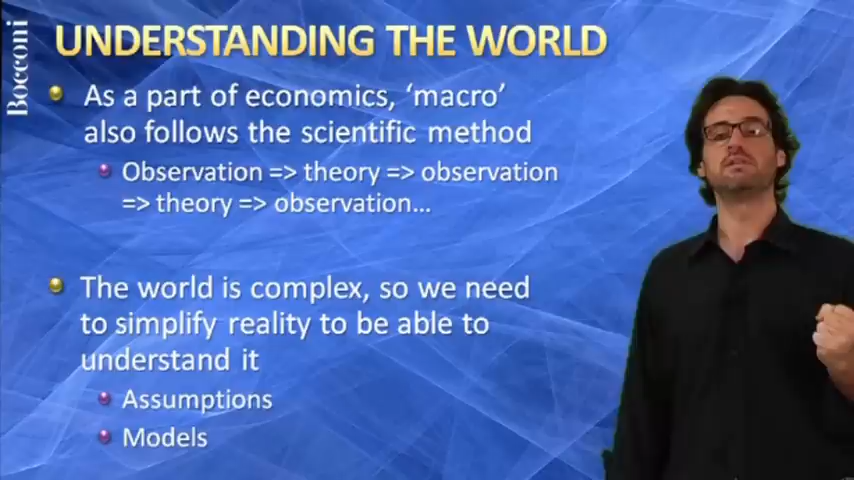 Bocconi
UNDERSTANDING THE WORLD
As a part of economics, ‘macro’
also follows the scientific method
Observation => theory => observation
=> theory => observation…
The world is complex, so we need
to simplify reality to be able to
understand it
Assumptions
Models